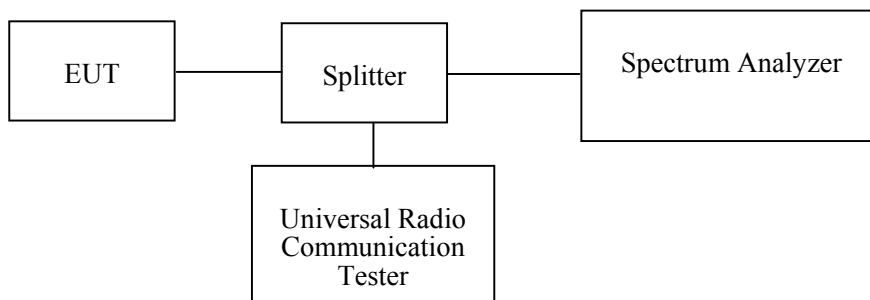 EUT
Splitter
Spectrum Analyzer
Universal Radio
Communication
Tester